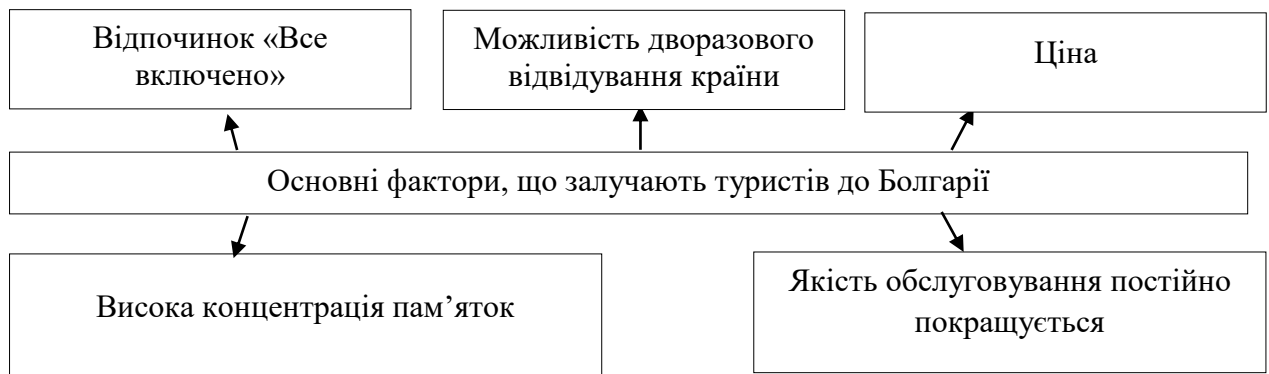 Відпочинок «Все
включено»
Можливість дворазового
відвідування країни
Ціна
Основні фактори, що залучають туристів до Болгарії
Висока концентрація пам’яток
Якість обслуговування постійно
покращується